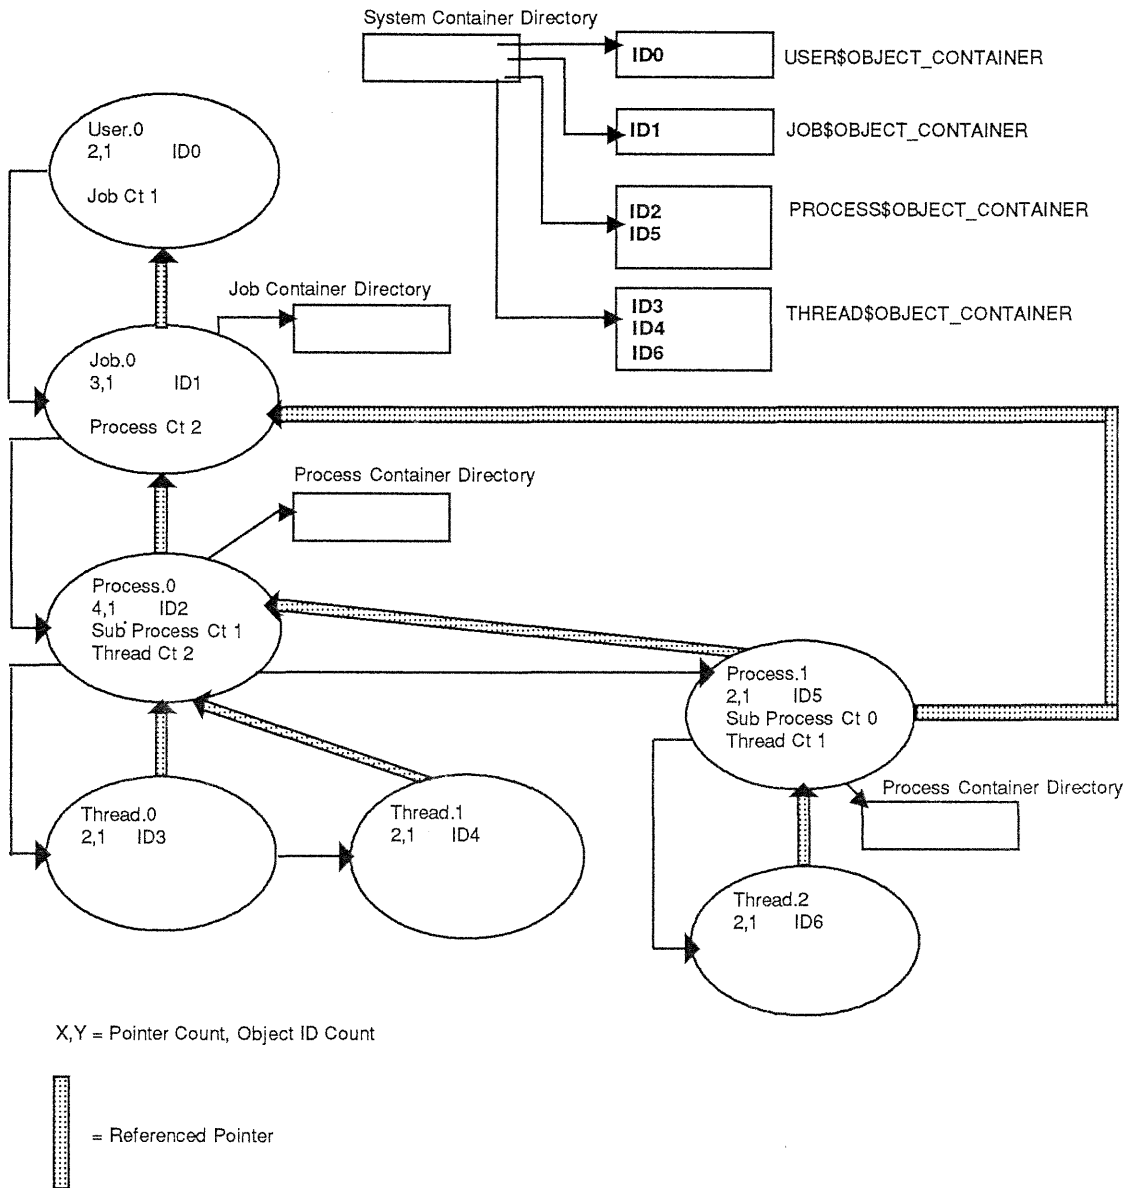 System Container Directory
ID0
USER$OBJECT_CONTAINER
ID1
JOB$OBJECT_CONTAINER
ID2
ID5
PROCESS$OBJECT_CONTAINER
ID3
ID4
ID6
THREAD$OBJECT_CONTAINER
User.0
2,1 ID0
Job Ct 1
Job Container Directory
Job.0
3,1 ID1
Process Ct 2
Process Container Directory
Process.0
4,1 ID2
Sub Process Ct 1
Thread Ct 2
Process.1
2,1 ID5
Sub Process Ct 0
Thread Ct 1
Process Container Directory
Thread.0
2,1 ID3
Thread.1
2,1 ID4
Thread.2
2,1 ID6
X,Y = Pointer Count, Object ID Count
= Referenced Pointer